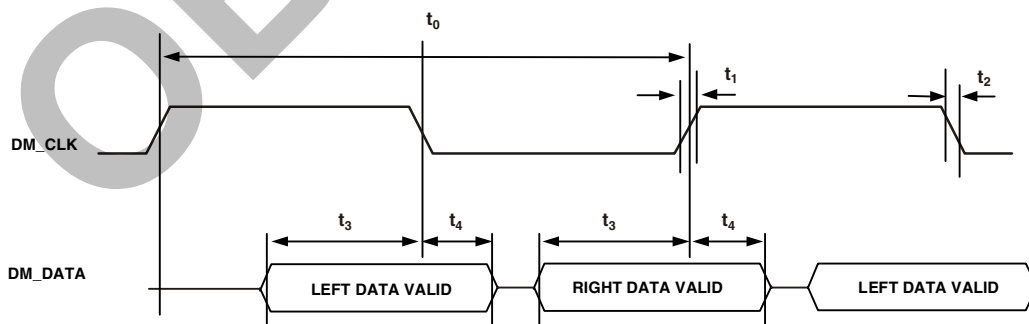 t0
t1
t2
DM_CLK
t3
t4
t3
t4
DM_DATA
LEFT DATA VALID
RIGHT DATA VALID
LEFT DATA VALID